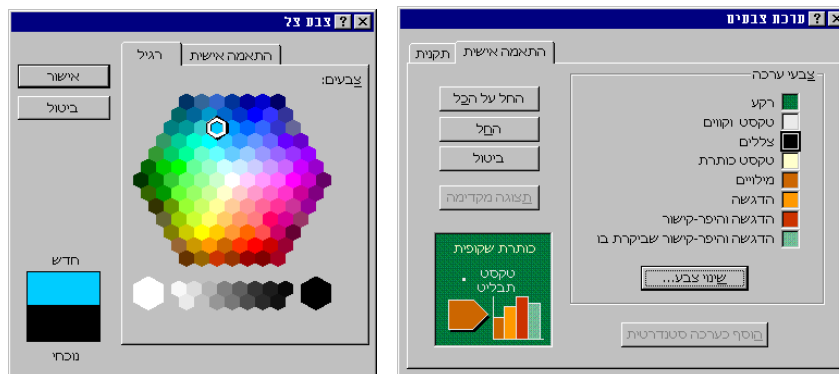 ערכת צבעים
התאמה אישית
תקנית
צבעי ערכה
רקע
טקסט וקווים
צללים
טקסט כותרת
מילויים
הדגשה
הדגשה והיפר-קישור
הדגשה והיפר-קישור שביקרת בו
שינוי צבע...
החל על הכל
החל
ביטול
תצוגה מקדימה
כותרת שקופית
טקסט
תבליט
הוסף כערכה סטנדרטית
צבע צל
התאמה אישית
רגיל
צבעים:
אישור
ביטול
חדש
נוכחי